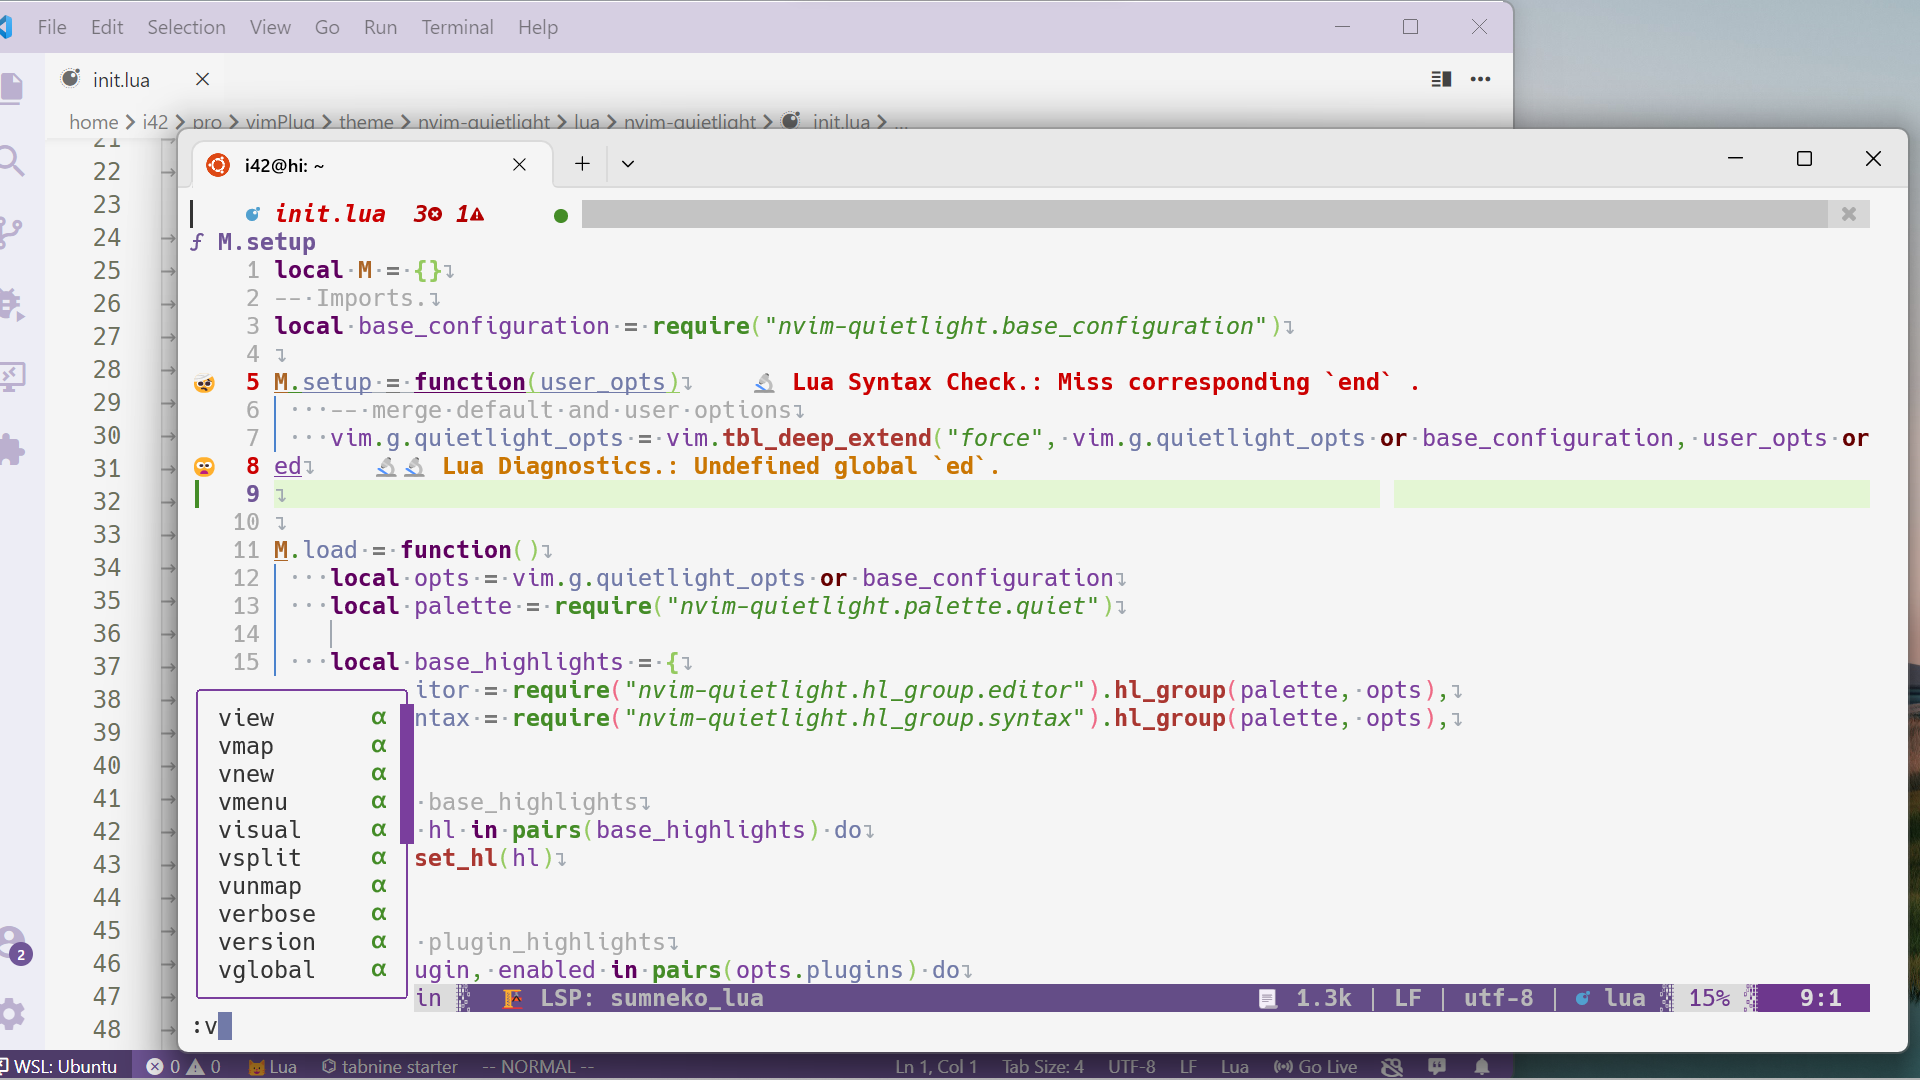 File Edit Selection View Go Run Terminal Help
init.lua
home > i42 > pro > vimPlug > theme > nvim-quietlight > lua > nvim-quietlight > init.lua > ...
21
22
23
24
25
26
27
28
29
30
31
32
33
34
35
36
37
38
39
40
41
42
43
44
45
46
47
48
i42@hi: ~
init.lua 3 1
ƒ M.setup
1 local·M·=·{}↴
2 --·Imports.↴
3 local·base_configuration·=·require("nvim-quietlight.base_configuration")↴
4 ↴
5 M.setup·=·function(user_opts)↴ Lua Syntax Check.: Miss corresponding `end` .
6 ···--·merge·default·and·user·options↴
7 ···vim.g.quietlight_opts·=·vim.tbl_deep_extend("force",·vim.g.quietlight_opts·or·base_configuration,·user_opts·or
8 ed↴ Lua Diagnostics.: Undefined global `ed`.
9 ↴
10 ↴
11 M.load·=·function()↴
12 ···local·opts·=·vim.g.quietlight_opts·or·base_configuration↴
13 ···local·palette·=·require("nvim-quietlight.palette.quiet")↴
14
15 ···local·base_highlights·=·{↴
itor·=·require("nvim-quietlight.hl_group.editor").hl_group(palette,·opts),↴
view α ntax·=·require("nvim-quietlight.hl_group.syntax").hl_group(palette,·opts),↴
vmap α
vnew α
vmenu α ·base_highlights↴
visual α ·hl·in·pairs(base_highlights)·do↴
vsplit α set_hl(hl)↴
vunmap α
verbose α
version α ·plugin_highlights↴
vglobal α ugin,·enabled·in·pairs(opts.plugins)·do↴
in LSP: sumneko_lua 1.3k | LF | utf-8 | lua 15% 9:1
:v
2
WSL: Ubuntu 0 0 Lua tabnine starter -- NORMAL -- Ln 1, Col 1 Tab Size: 4 UTF-8 LF Lua Go Live